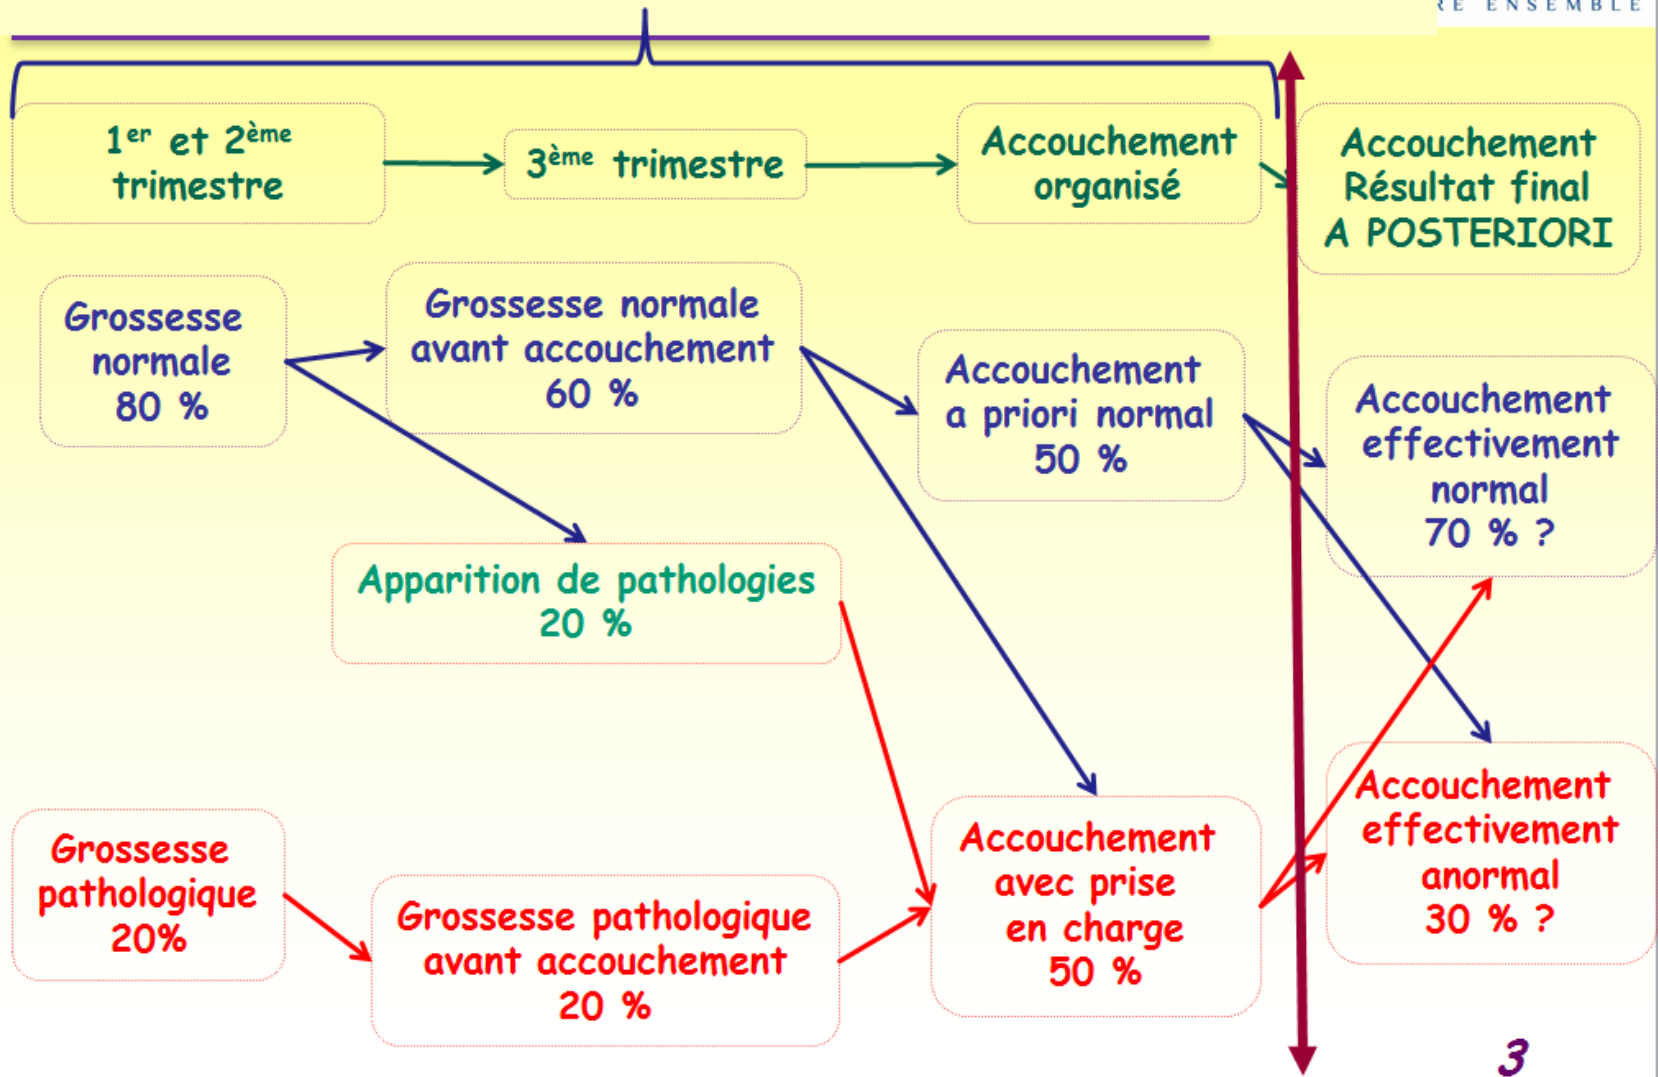 RE ENSEMBLE
1er et 2ème
trimestre
3ème trimestre
Accouchement
organisé
Accouchement
Résultat final
A POSTERIORI
Grossesse
normale
80 %
Grossesse normale
avant accouchement
60 %
Accouchement
a priori normal
50 %
Accouchement
effectivement
normal
70 % ?
Apparition de pathologies
20 %
Grossesse
pathologique
20%
Grossesse pathologique
avant accouchement
20 %
Accouchement
avec prise
en charge
50 %
Accouchement
effectivement
anormal
30 % ?
3